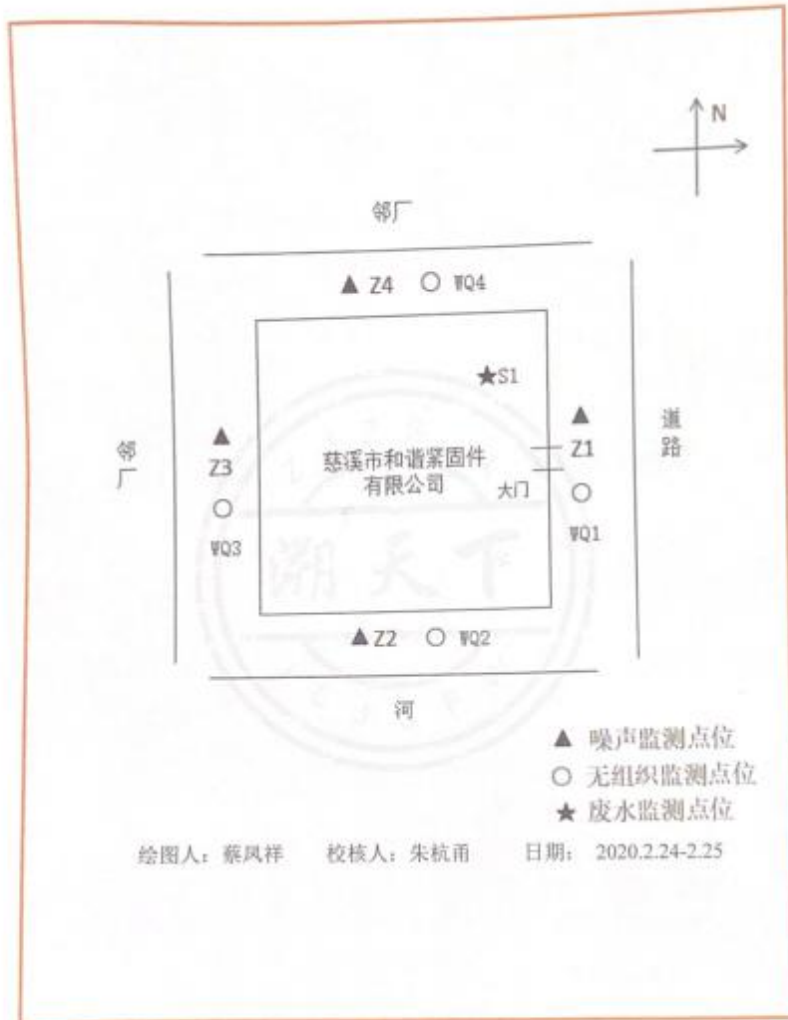 N
邻厂
▲ Z4 ○ WQ4
★S1
▲
Z1
○
WQ1
道路
邻厂
▲
Z3
○
WQ3
慈溪市和谐紧固件
有限公司
大门
溯天下
▲Z2 ○ WQ2
河
▲ 噪声监测点位
○ 无组织监测点位
★ 废水监测点位
绘图人：蔡凤祥 校核人：朱杭甬 日期： 2020.2.24-2.25